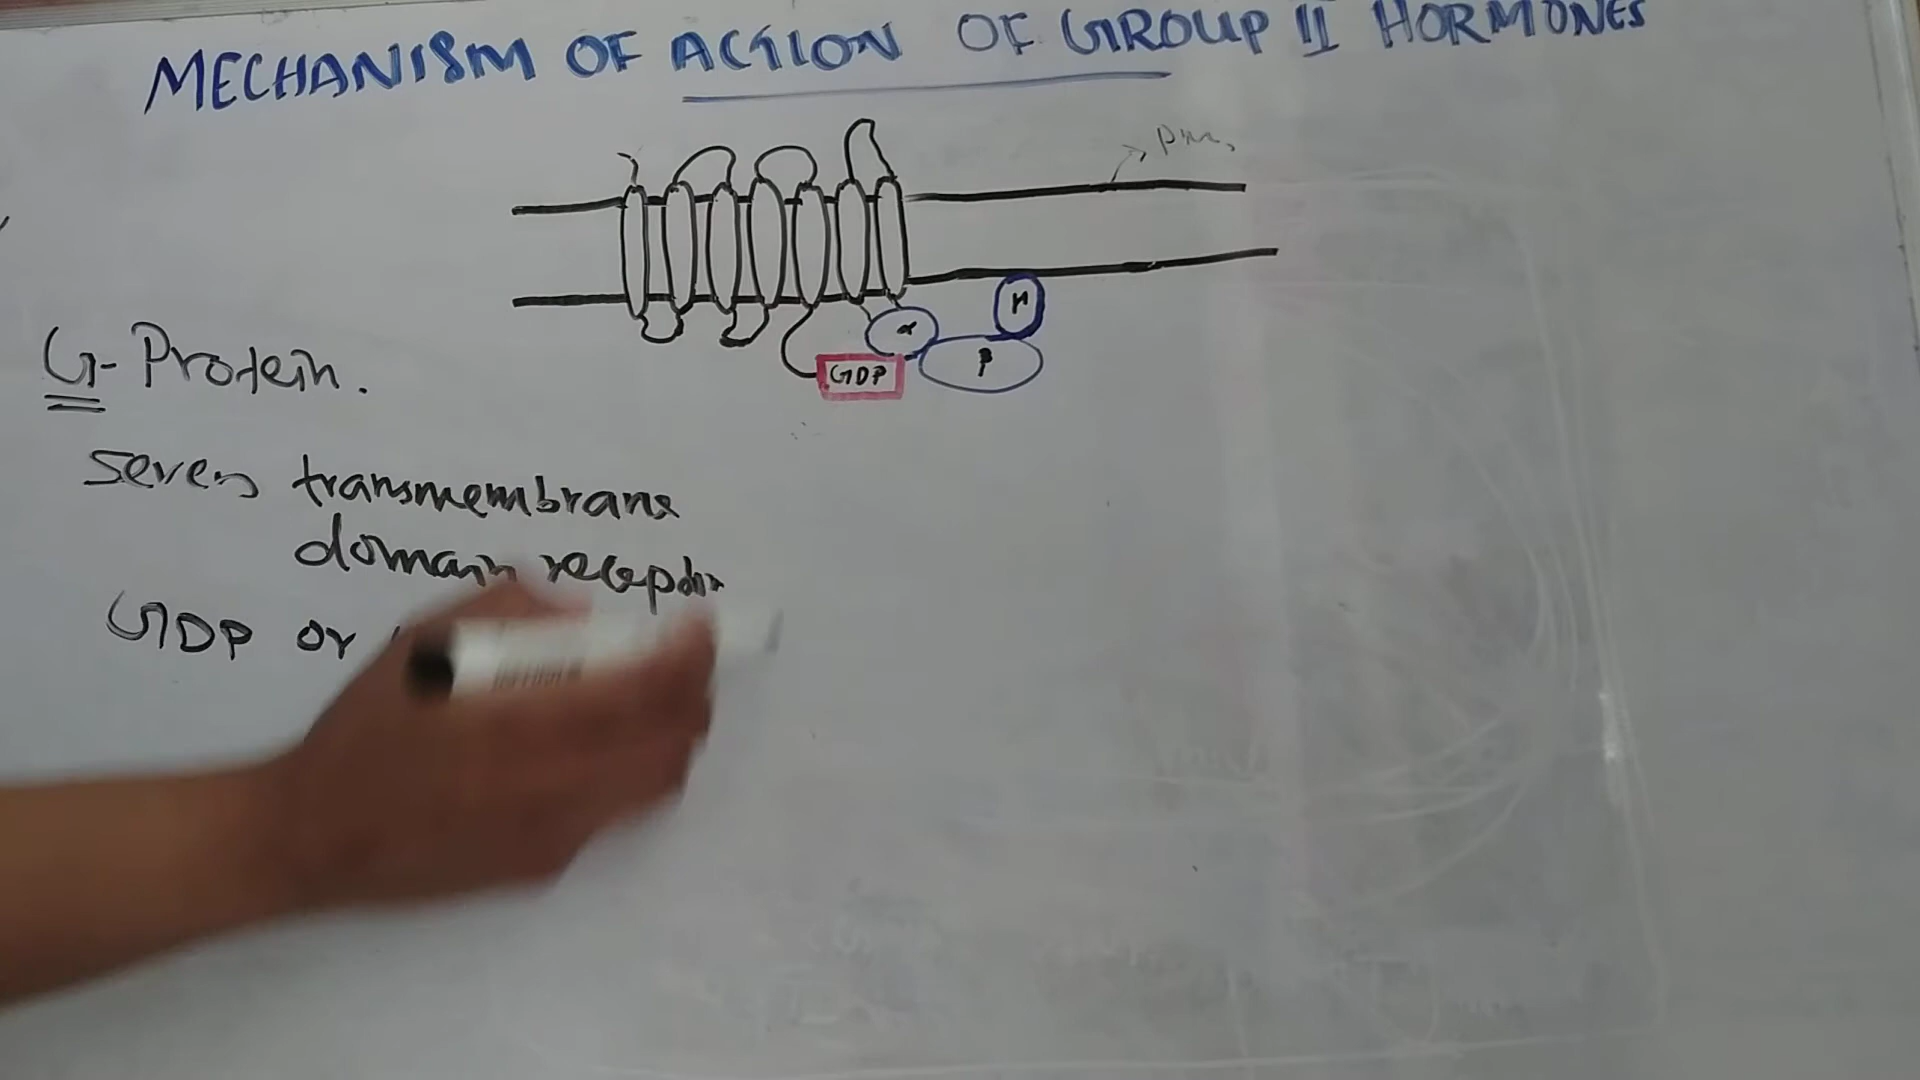 MECHANISM OF ACTION OF GROUP II HORMONES
pm,
γ
α
β
GDP
G-Protein.
Seven transmembrane
domain receptor
GDP or